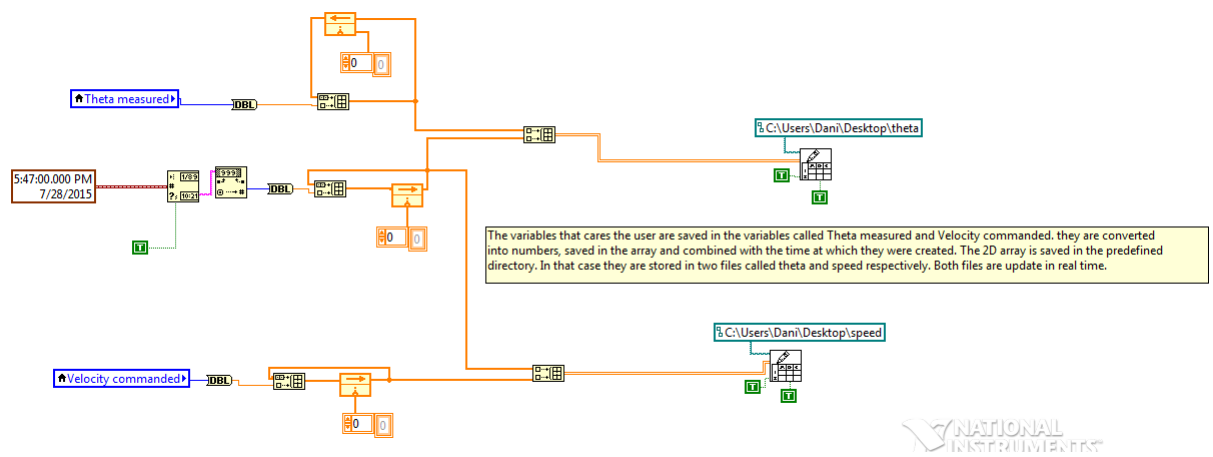 0
0
Theta measured
DBL
C:\Users\Dani\Desktop\theta
5:47:00.000 PM
7/28/2015
1/89
#
?
10:21
[999]
#
DBL
T
T
T
0
0
The variables that cares the user are saved in the variables called Theta measured and Velocity commanded. they are converted
into numbers, saved in the array and combined with the time at which they were created. The 2D array is saved in the predefined
directory. In that case they are stored in two files called theta and speed respectively. Both files are update in real time.
C:\Users\Dani\Desktop\speed
Velocity commanded
DBL
T
T
0
0
NATIONAL
INSTRUMENTS